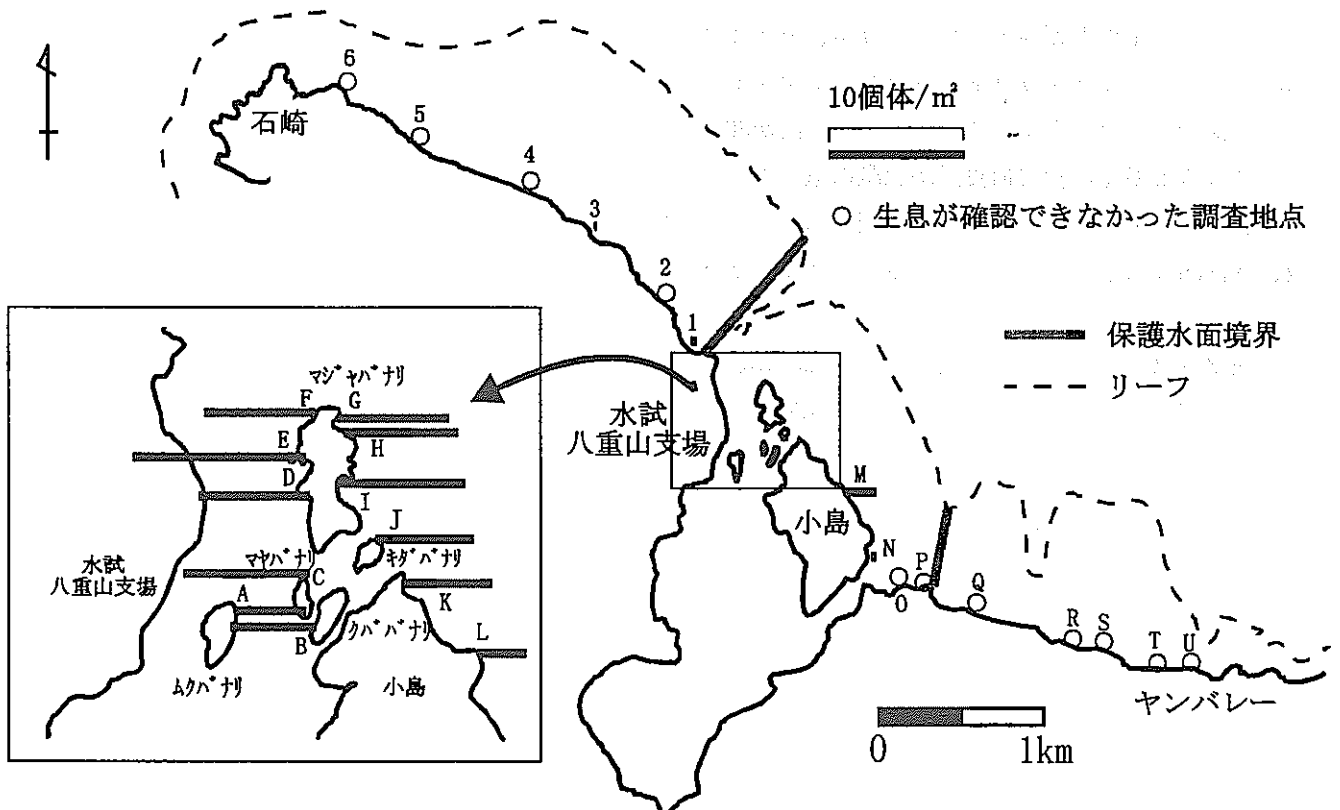 6
石崎
5
4
3
2
1
10個体/㎡
○ 生息が確認できなかった調査地点
保護水面境界
リーフ
水試
八重山支場
M
小島
N
O
P
Q
R
S
T
U
ヤンバレー
0
1km
マジャバナリ
F
G
E
H
D
I
J
マヤバナリ
キダバナリ
水試
八重山支場
C
A
K
B
クババナリ
L
ムクバナリ
小島